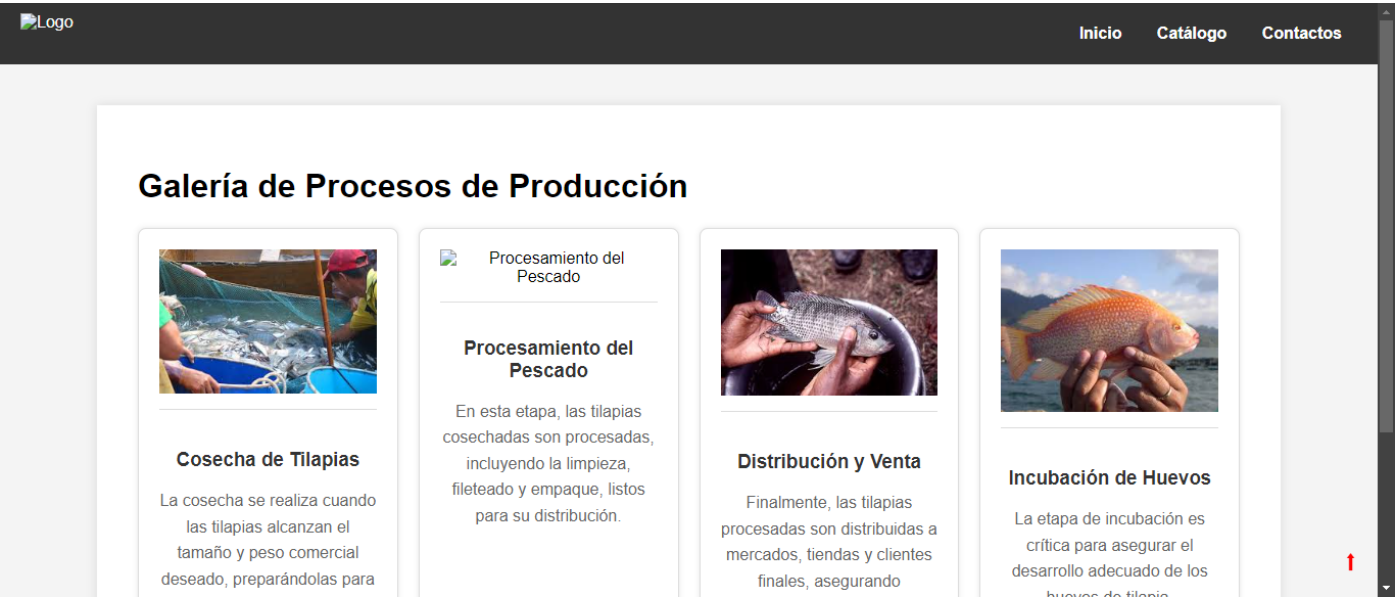 Logo
Inicio Catálogo Contactos
Galería de Procesos de Producción
Cosecha de Tilapias
La cosecha se realiza cuando
las tilapias alcanzan el
tamaño y peso comercial
deseado, preparándolas para
Procesamiento del
Pescado
Procesamiento del
Pescado
En esta etapa, las tilapias
cosechadas son procesadas,
incluyendo la limpieza,
fileteado y empaque, listos
para su distribución.
Distribución y Venta
Finalmente, las tilapias
procesadas son distribuidas a
mercados, tiendas y clientes
finales, asegurando
Incubación de Huevos
La etapa de incubación es
crítica para asegurar el
desarrollo adecuado de los
huevos de tilapia